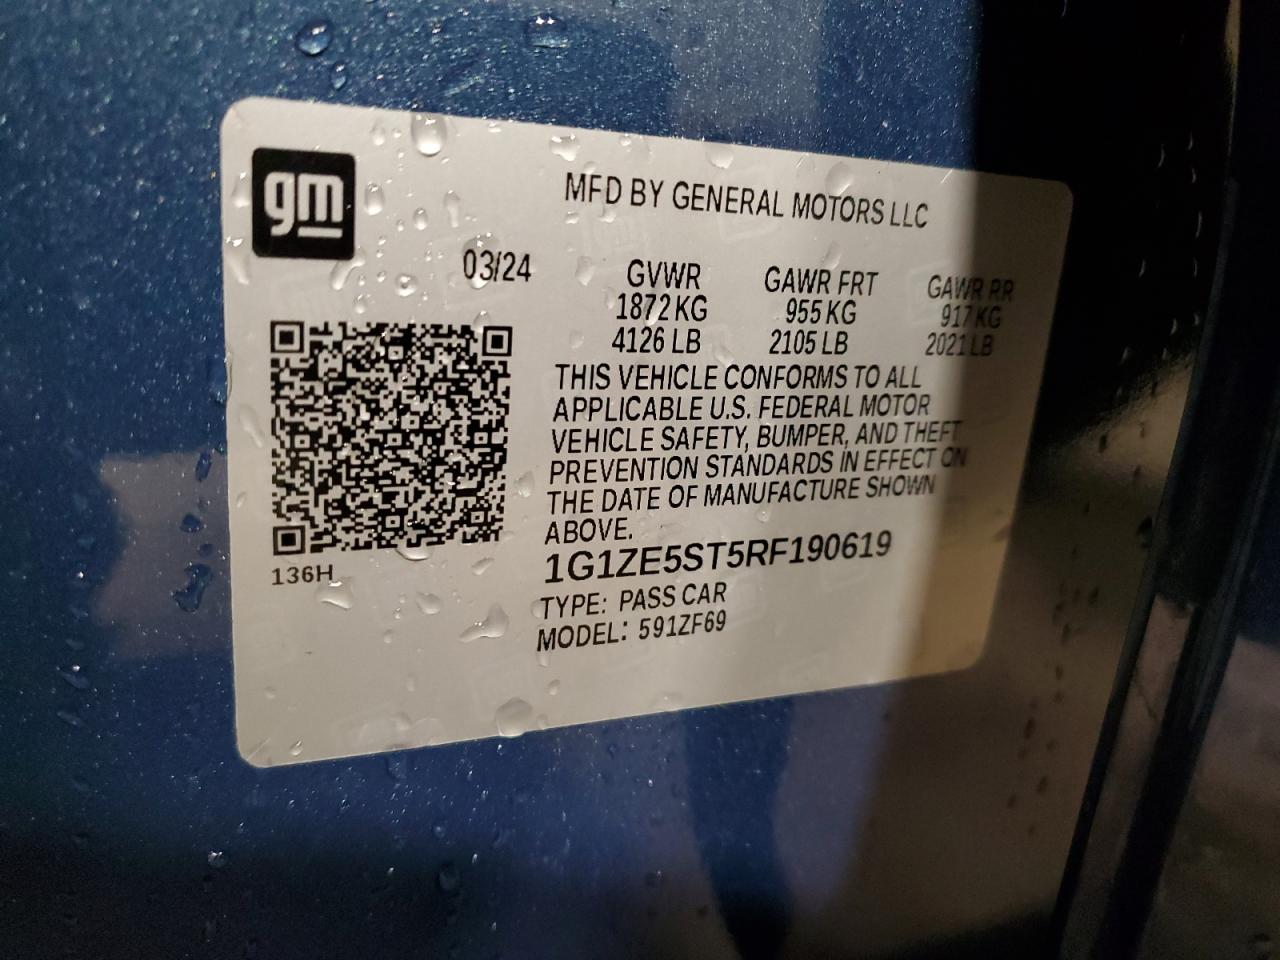 gm
MFD BY GENERAL MOTORS LLC
03/24
GVWR GAWR FRT GAWR RR
1872 KG 955 KG 917 KG
4126 LB 2105 LB 2021 LB
THIS VEHICLE CONFORMS TO ALL
APPLICABLE U.S. FEDERAL MOTOR
VEHICLE SAFETY, BUMPER, AND THEFT
PREVENTION STANDARDS IN EFFECT ON
THE DATE OF MANUFACTURE SHOWN
ABOVE.
136H
1G1ZE5ST5RF190619
TYPE: PASS CAR
MODEL: 591ZF69